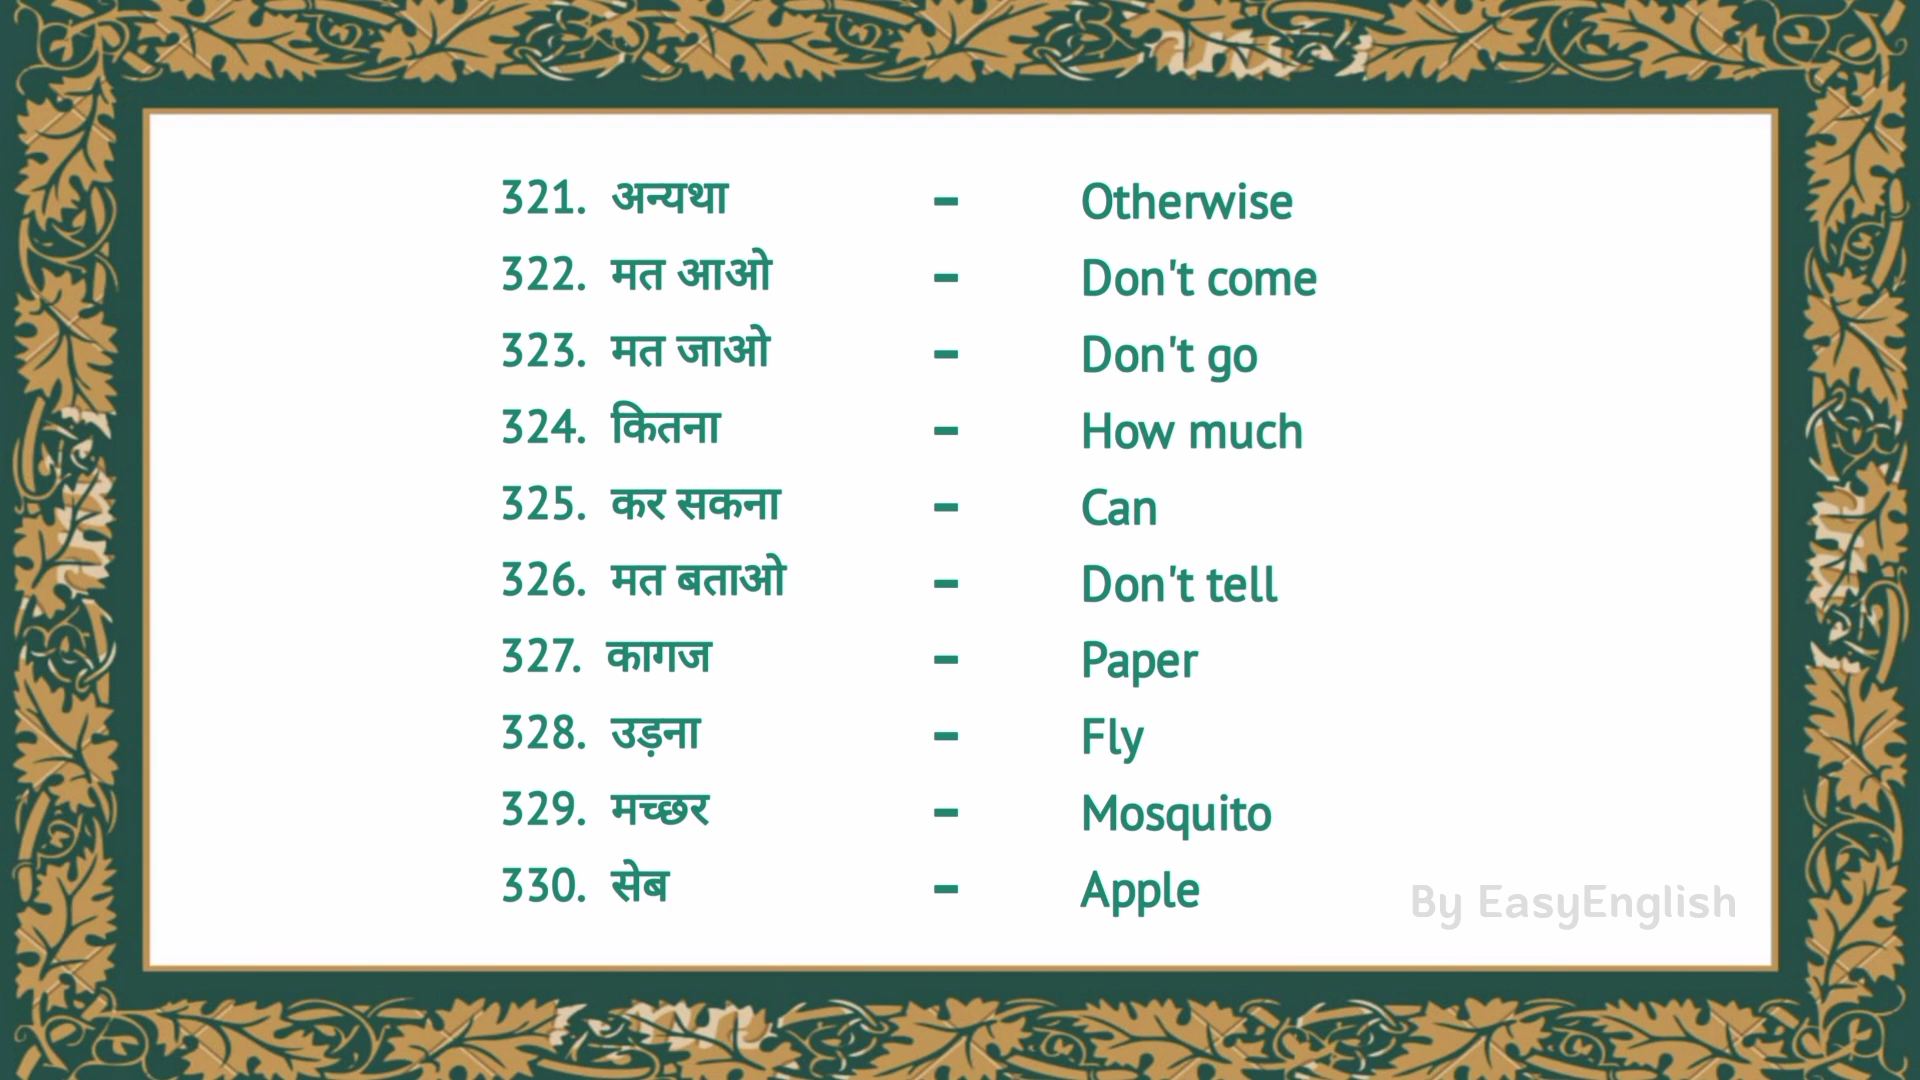 321. अन्यथा - Otherwise
322. मत आओ - Don't come
323. मत जाओ - Don't go
324. कितना - How much
325. कर सकना - Can
326. मत बताओ - Don't tell
327. कागज - Paper
328. उड़ना - Fly
329. मच्छर - Mosquito
330. सेब - Apple
By EasyEnglish